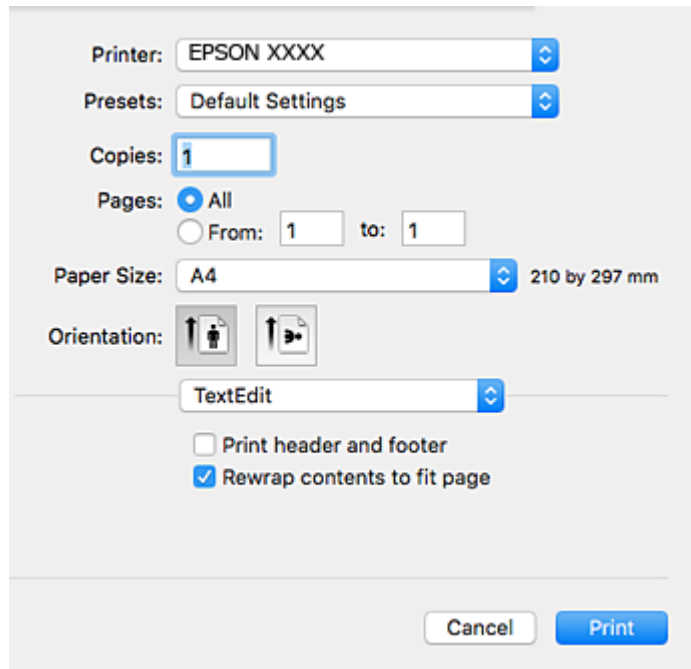 Printer: EPSON XXXX
Presets: Default Settings
Copies: 1
Pages: All
From: 1 to: 1
Paper Size: A4 210 by 297 mm
Orientation:
TextEdit
Print header and footer
Rewrap contents to fit page
Cancel Print